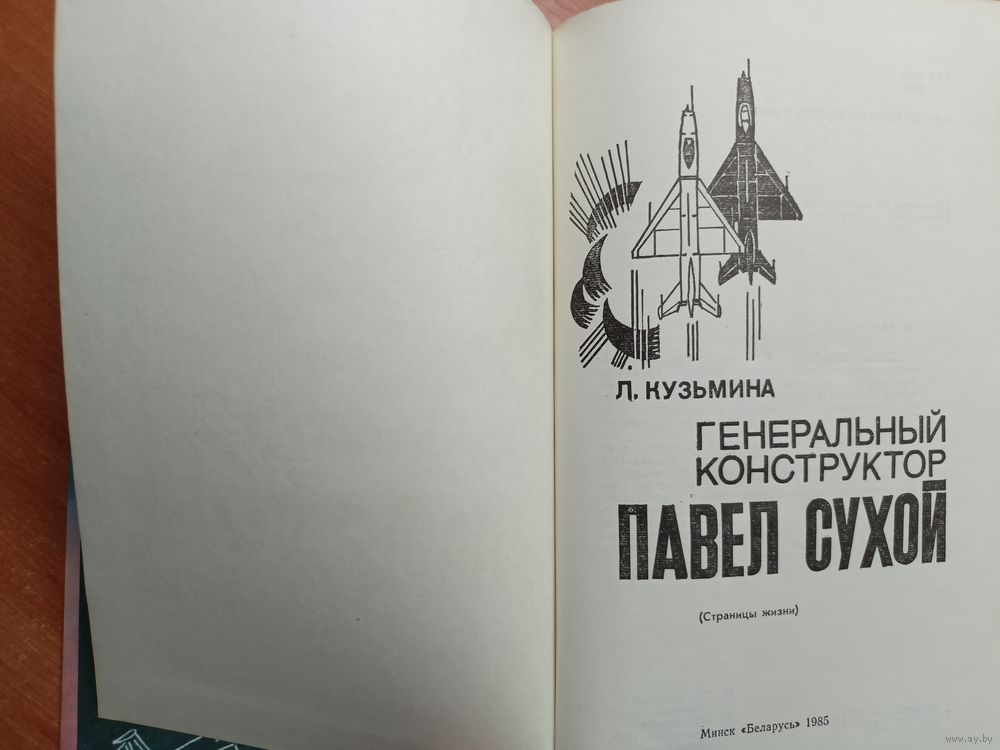 Л. КУЗЬМИНА
ГЕНЕРАЛЬНЫЙ
КОНСТРУКТОР
ПАВЕЛ СУХОЙ
(Страницы жизни)
Минск «Беларусь» 1985
www.ay.by